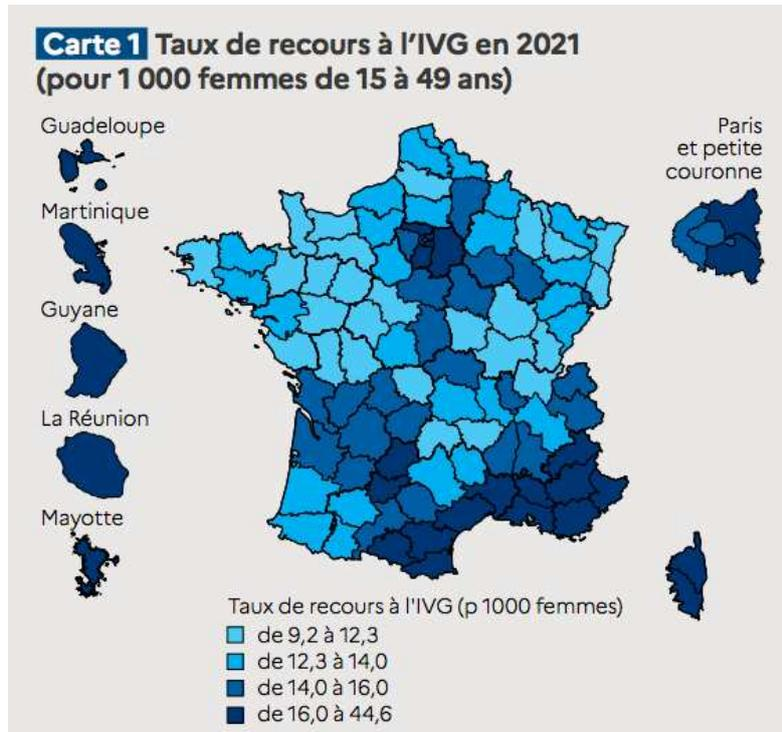 Carte 1 Taux de recours à l'IVG en 2021
(pour 1 000 femmes de 15 à 49 ans)
Guadeloupe
Martinique
Guyane
La Réunion
Mayotte
Paris
et petite
couronne
Taux de recours à l'IVG (p 1000 femmes)
de 9,2 à 12,3
de 12,3 à 14,0
de 14,0 à 16,0
de 16,0 à 44,6